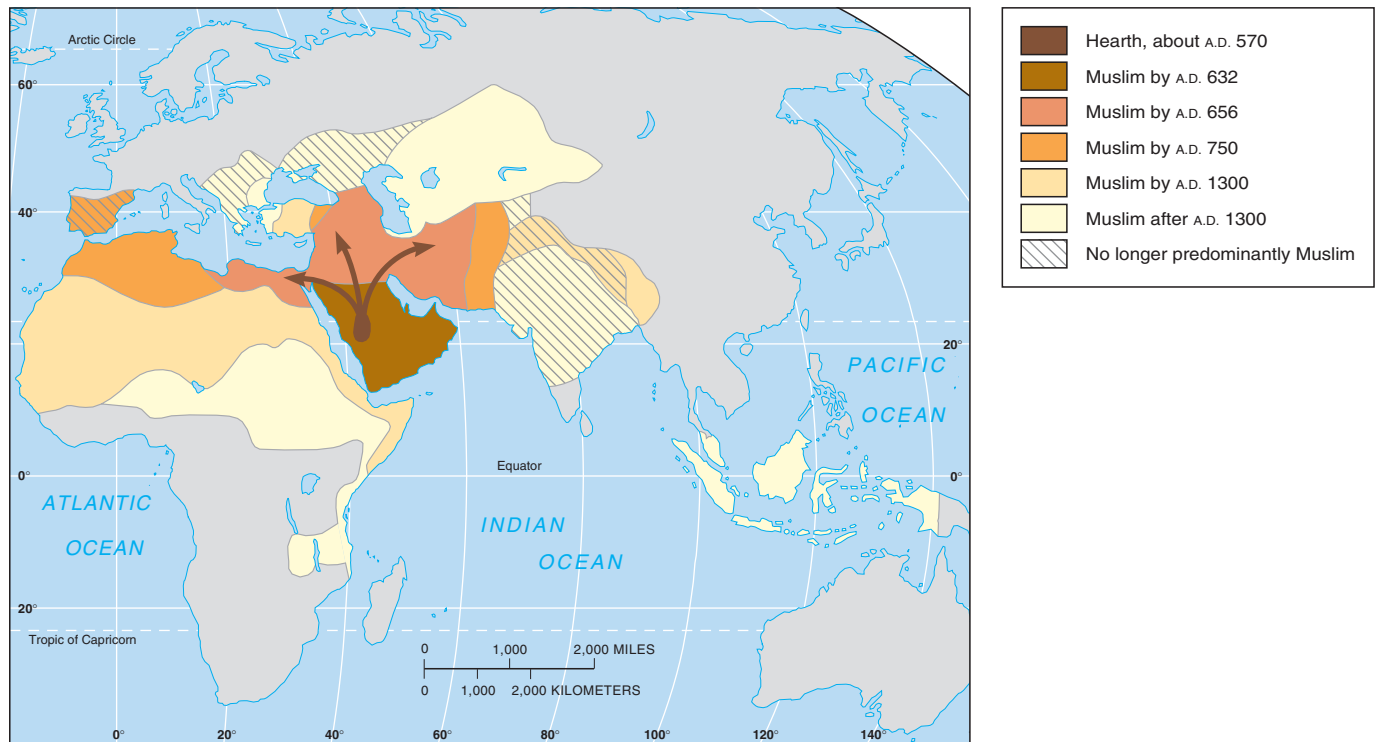 Arctic Circle
60°
40°
20°
PACIFIC
OCEAN
Equator
0°
0°
ATLANTIC
OCEAN
INDIAN
OCEAN
20°
Tropic of Capricorn
0 1,000 2,000 MILES
0 1,000 2,000 KILOMETERS
0° 20° 40° 60° 80° 100° 120° 140°
Hearth, about A.D. 570
Muslim by A.D. 632
Muslim by A.D. 656
Muslim by A.D. 750
Muslim by A.D. 1300
Muslim after A.D. 1300
No longer predominantly Muslim